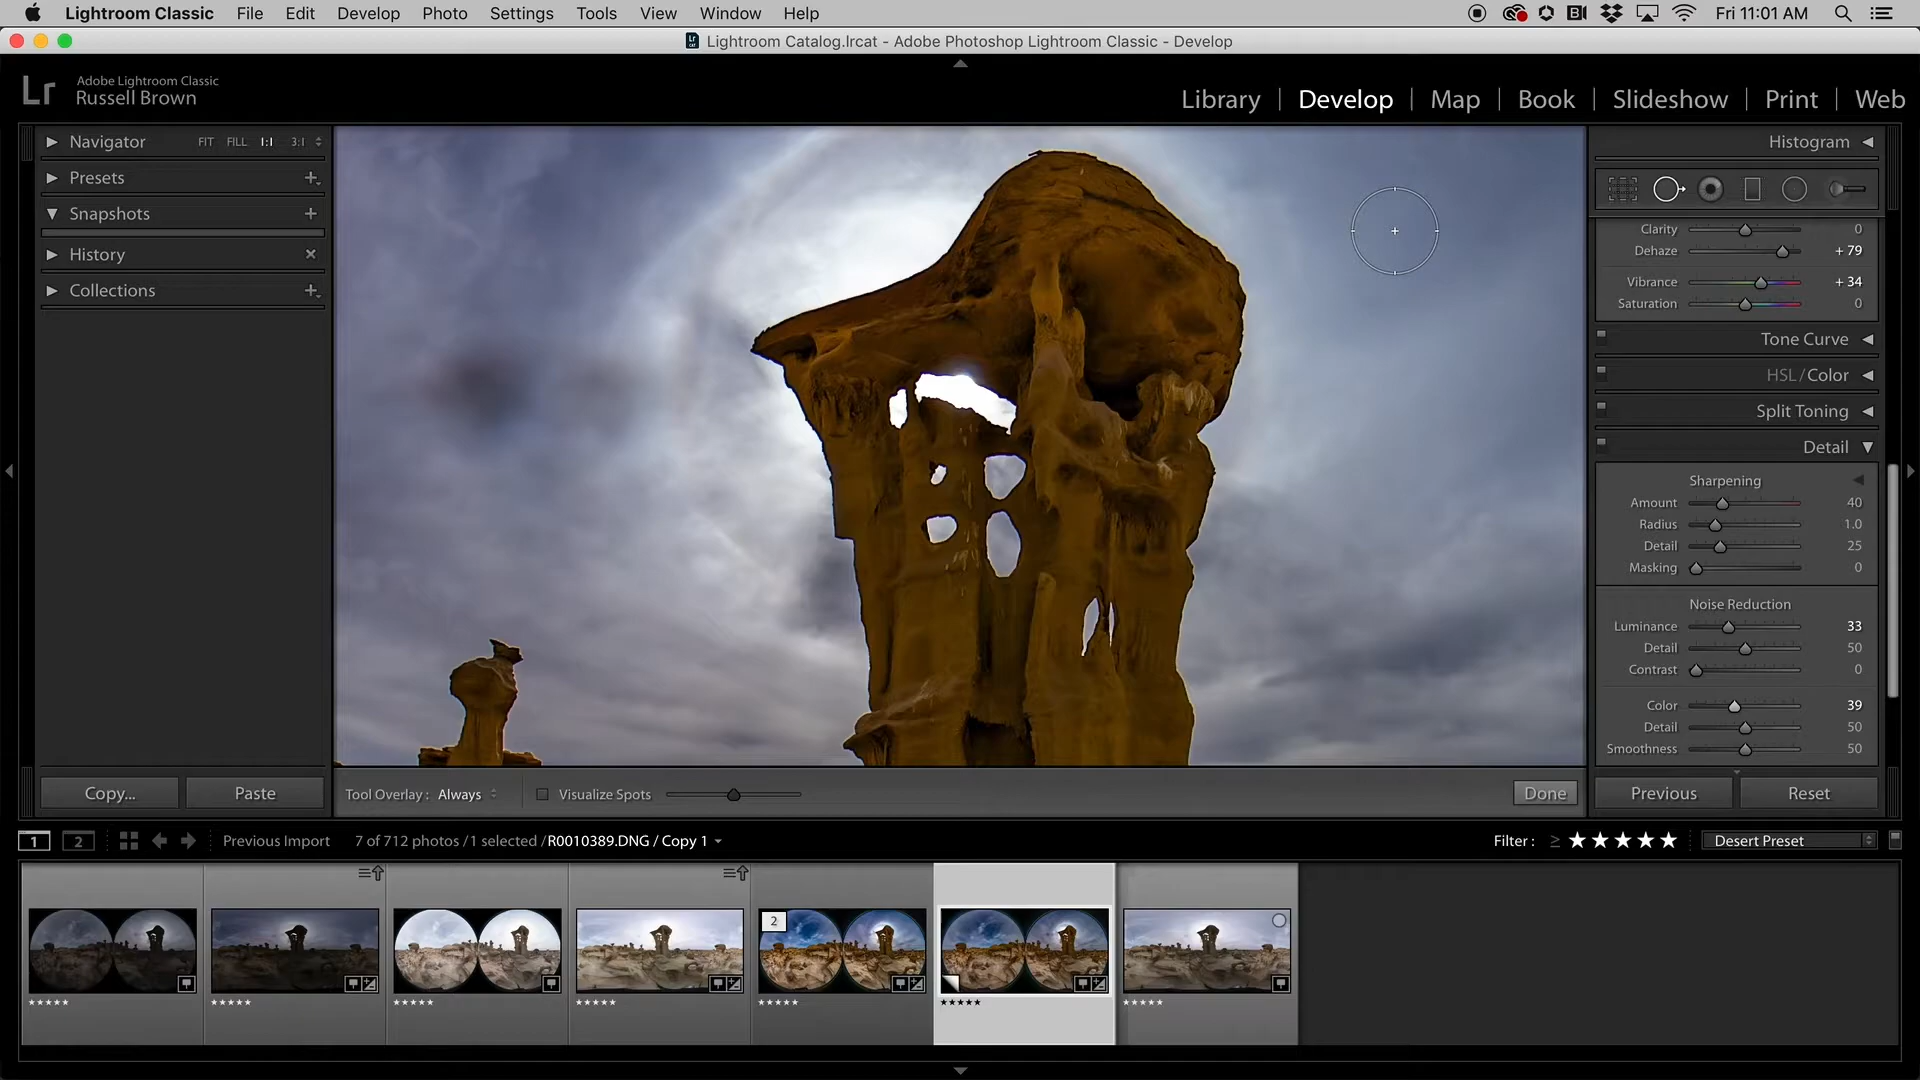 Lightroom Classic File Edit Develop Photo Settings Tools View Window Help Fri 11:01 AM
Lr Lightroom Catalog.lrcat - Adobe Photoshop Lightroom Classic - Develop
Lr Adobe Lightroom Classic
Russell Brown
Library | Develop | Map | Book | Slideshow | Print | Web
Navigator FIT FILL 1:1 3:1
Presets
Snapshots
History
Collections
Copy...
Paste
Histogram
Clarity 0
Dehaze + 79
Vibrance + 34
Saturation 0
Tone Curve
HSL / Color
Split Toning
Detail
Sharpening
Amount 40
Radius 1.0
Detail 25
Masking 0
Noise Reduction
Luminance 33
Detail 50
Contrast 0
Color 39
Detail 50
Smoothness 50
Tool Overlay : Always Visualize Spots Done
Previous Reset
1 2 Previous Import 7 of 712 photos / 1 selected / R0010389.DNG / Copy 1 Filter : ≥ ★★★★★ Desert Preset
2
★★★★★ ★★★★★ ★★★★★ ★★★★★ ★★★★★ ★★★★★ ★★★★★